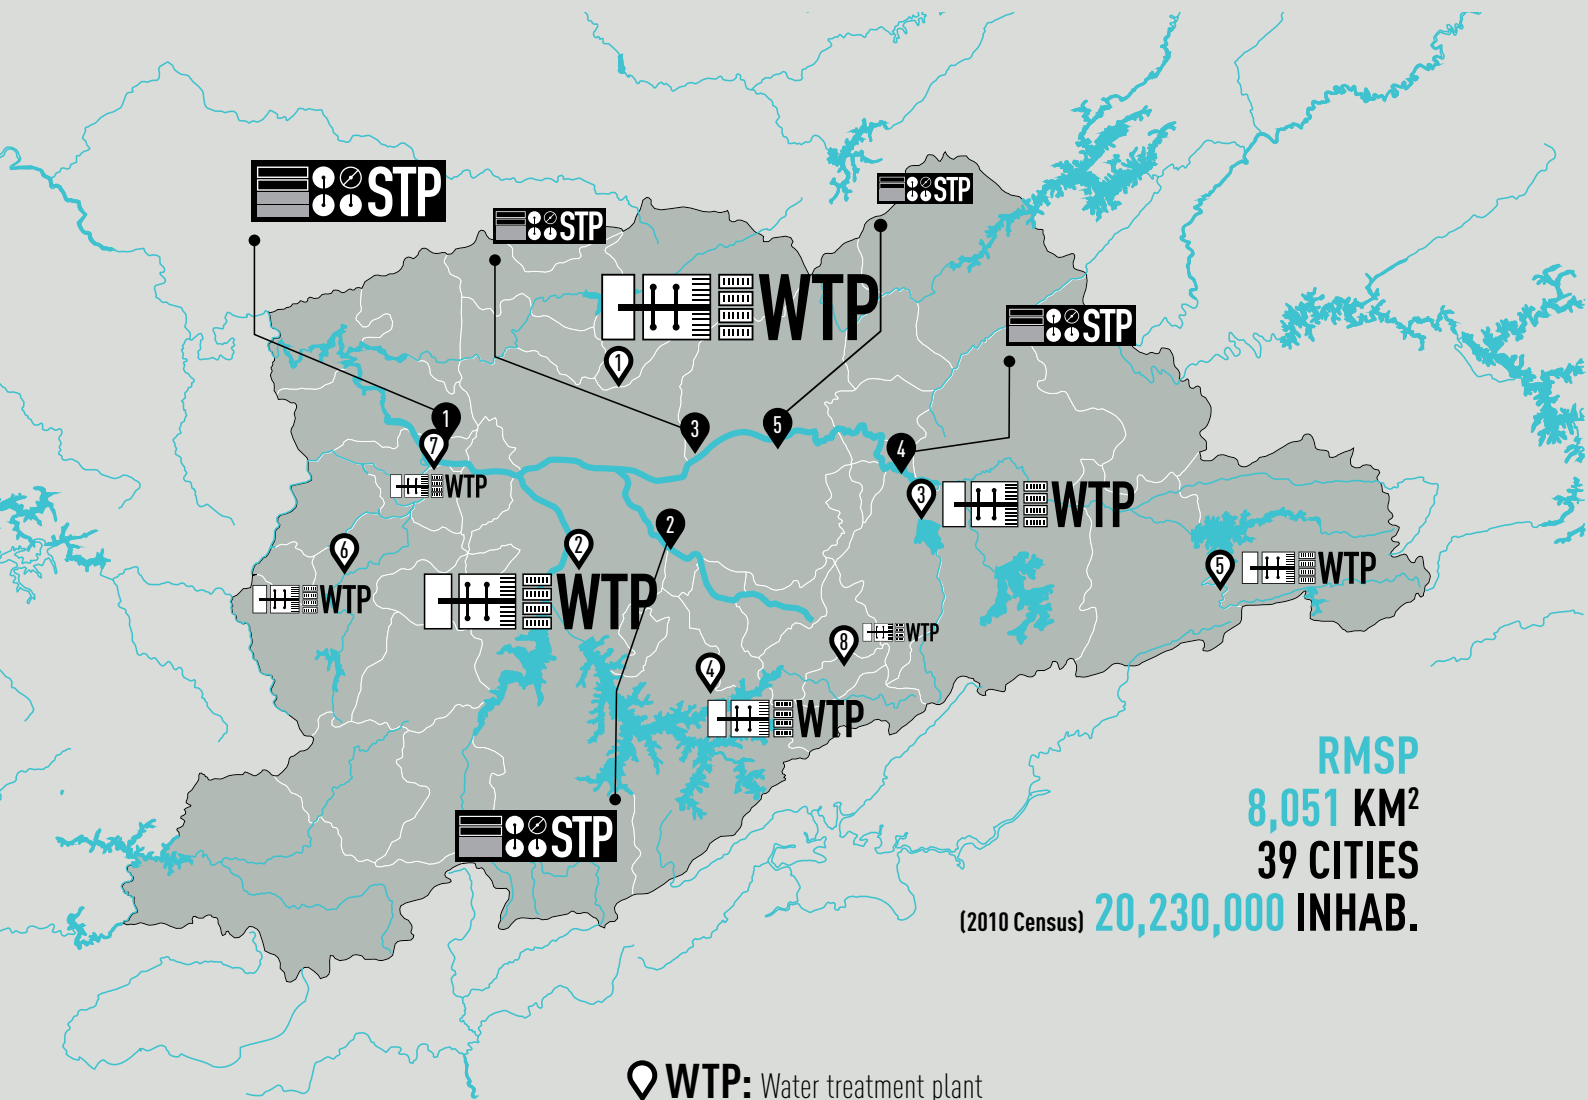 STP
STP
STP
WTP
STP
1
1
3
5
7
4
WTP
3
WTP
2
2
6
5
WTP
WTP
WTP
8
WTP
4
WTP
RMSP
8,051 KM²
39 CITIES
(2010 Census) 20,230,000 INHAB.
STP
WTP: Water treatment plant